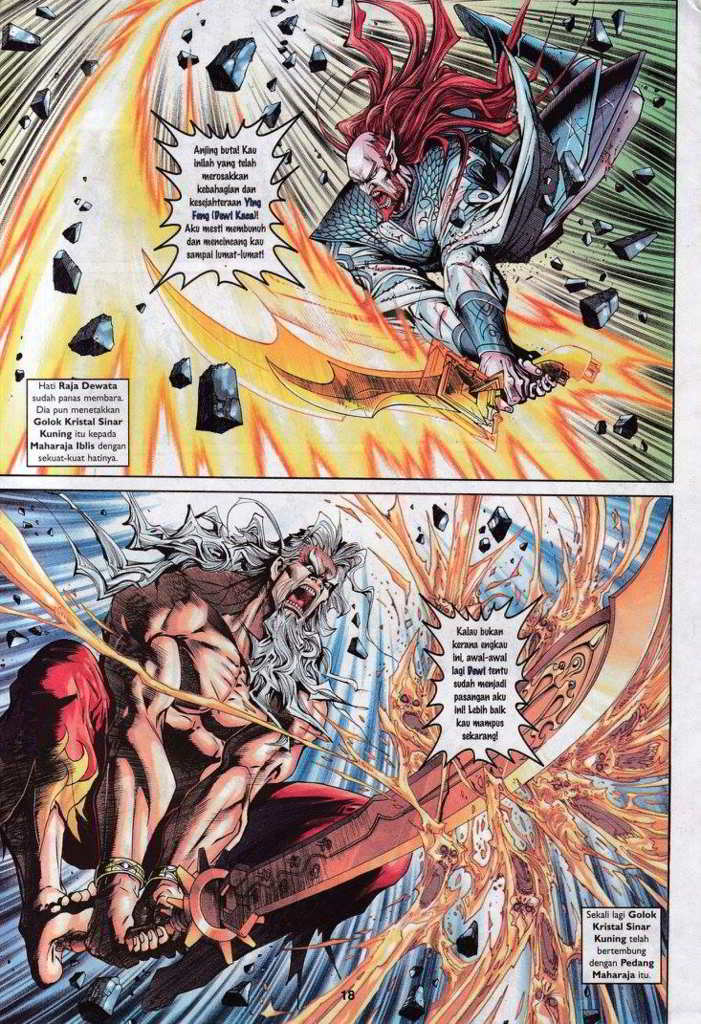 Anjing buta! Kau
inilah yang telah
merosakkan
kebahagian dan
kesejahteraan Ying
Feng (Dewi Kaca)!
Aku mesti membunuh
dan mencincang kau
sampai lumat-lumat!
Hati Raja Dewata
sudah panas membara.
Dia pun menetakkan
Golok Kristal Sinar
Kuning itu kepada
Maharaja Iblis dengan
sekuat-kuat hatinya.
Kalau bukan
kerana engkau
ini, awal-awal
lagi Dewi tentu
sudah menjadi
pasangan aku
ini! Lebih baik
kau mampus
sekarang!
Sekali lagi Golok
Kristal Sinar
Kuning telah
bertembung
dengan Pedang
Maharaja itu.
18